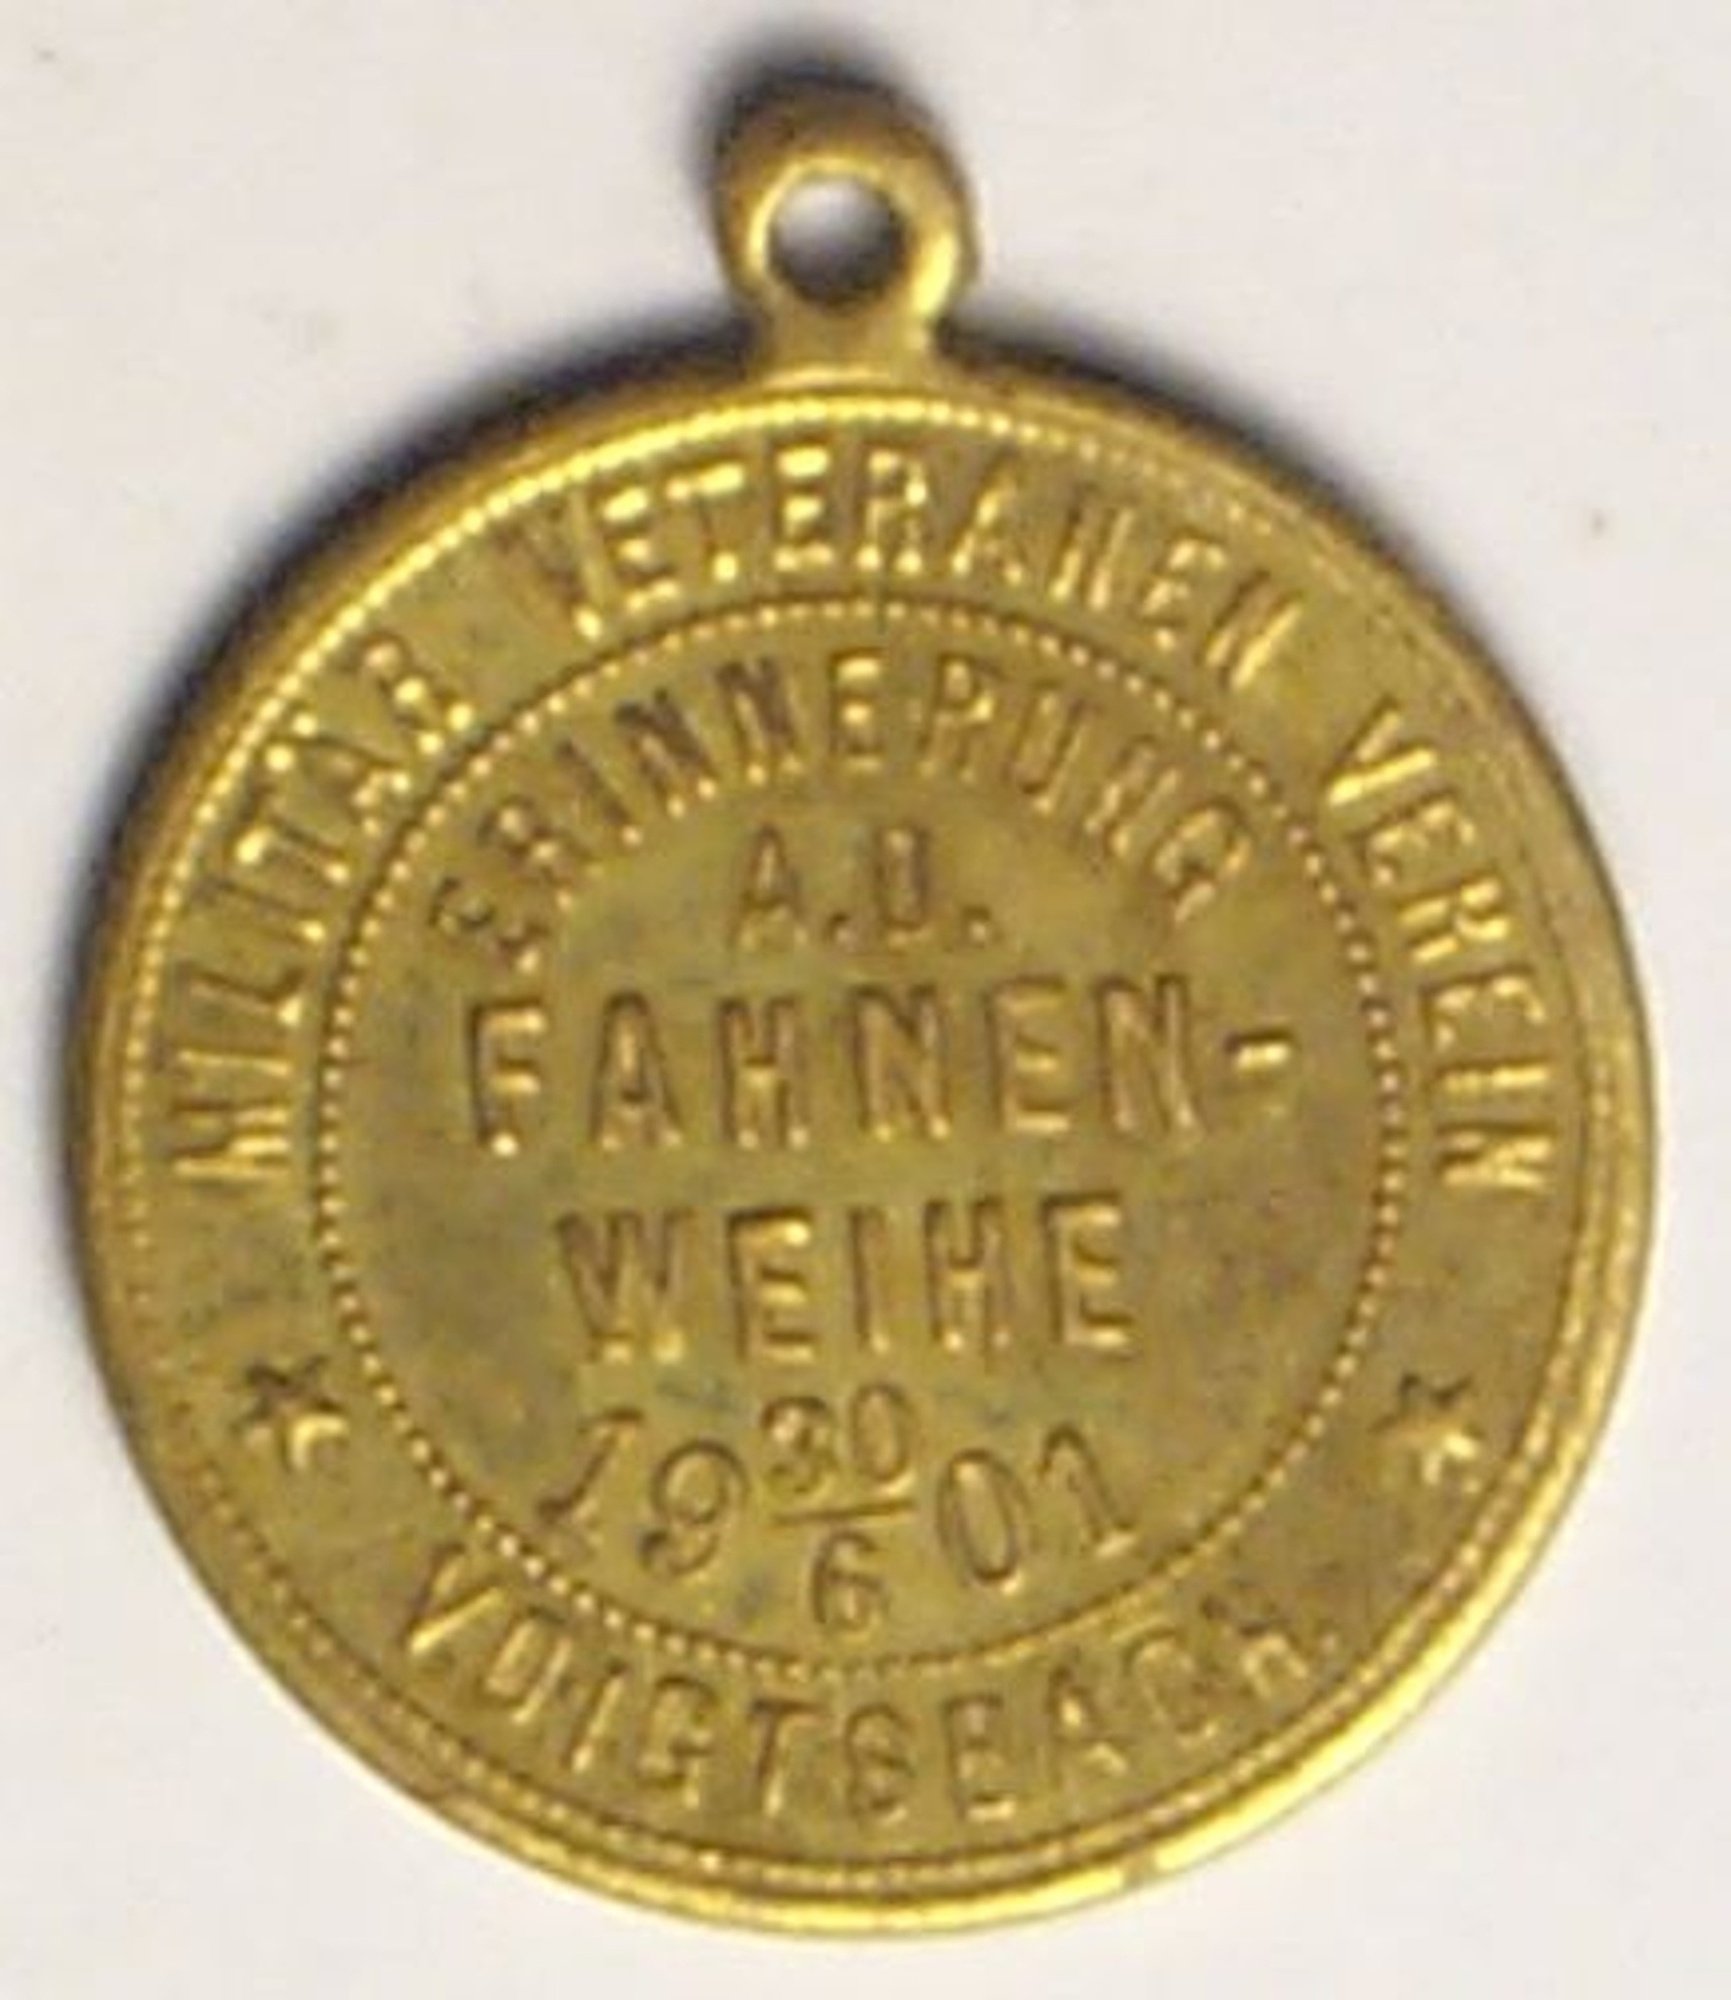 MILITÄR VETERANEN VEREIN
VOIGTSBACH.
ERINNERUNG
A.D.
FAHNEN-
WEIHE
19 30/6 01